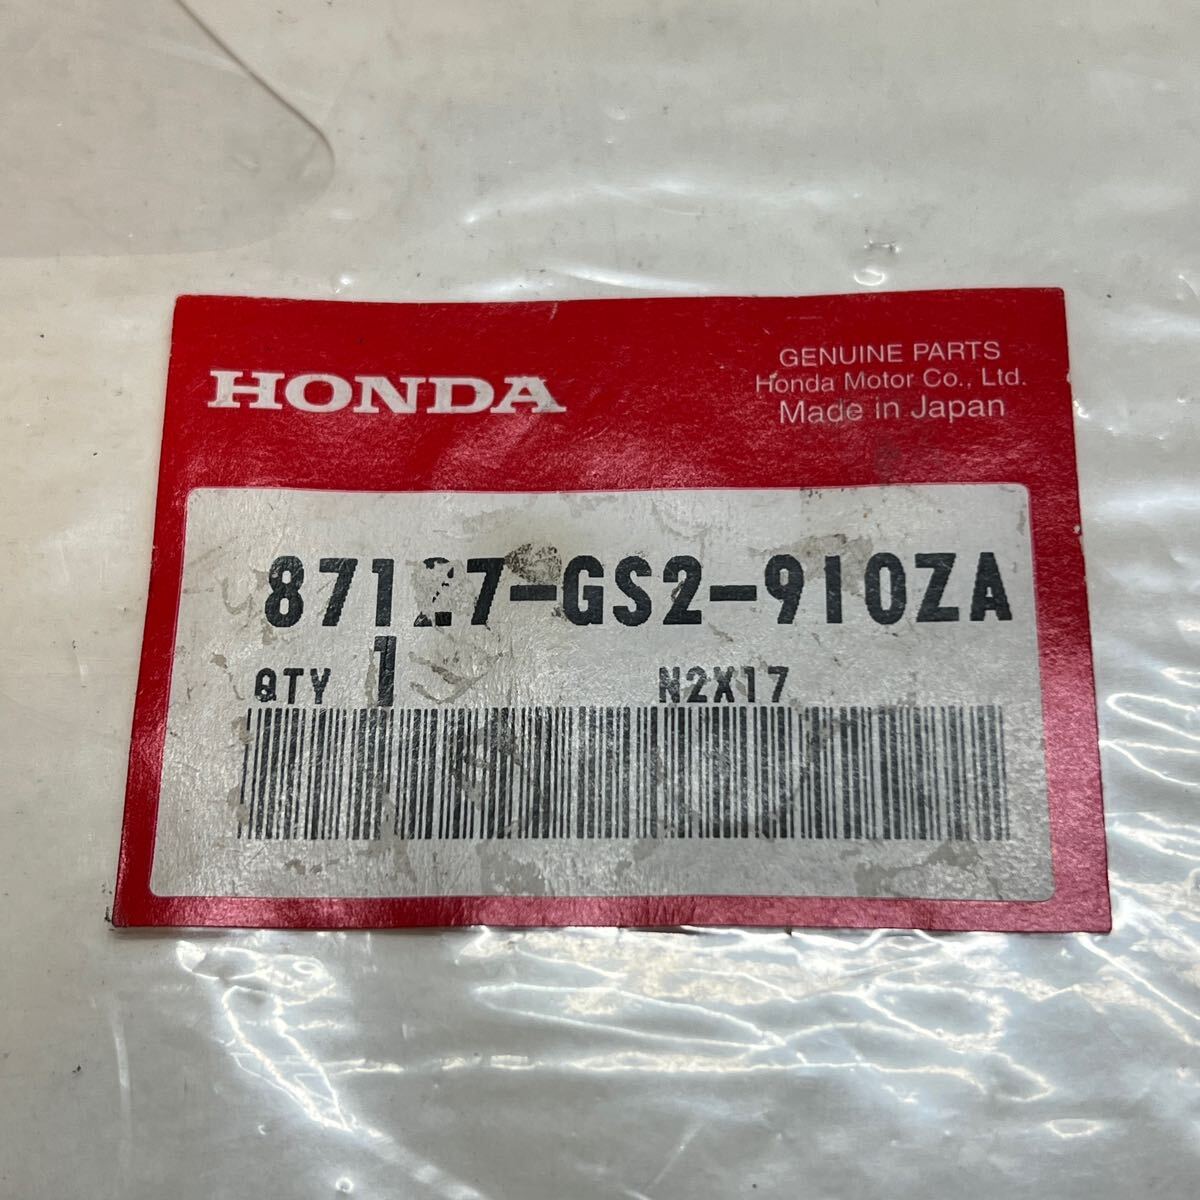 HONDA
GENUINE PARTS
Honda Motor Co., Ltd.
Made in Japan
87127-GS2-910ZA
QTY 1 N2X17